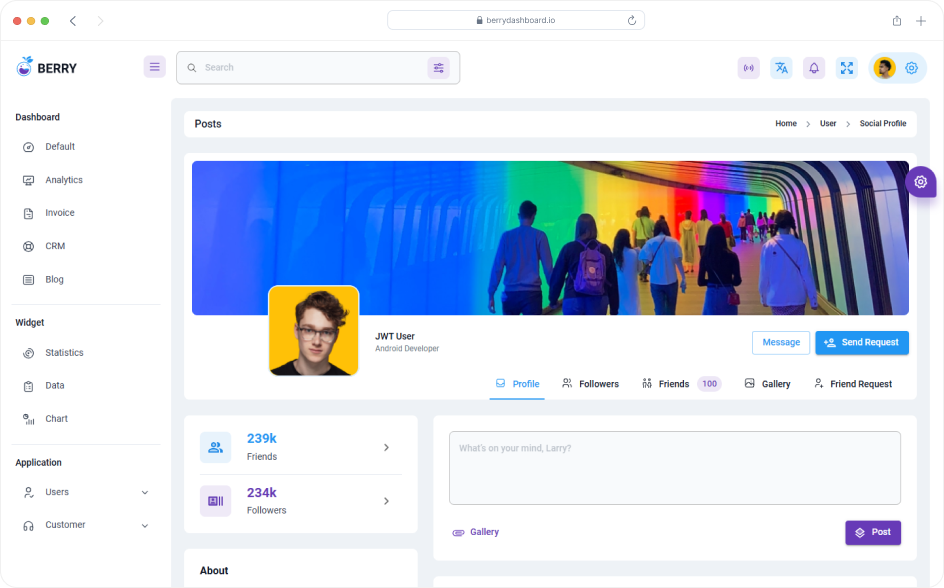 berrydashboard.io
BERRY
Search
Dashboard
Default
Analytics
Invoice
CRM
Blog
Widget
Statistics
Data
Chart
Application
Users
Customer
Posts
Home
User
Social Profile
JWT User
Android Developer
Message
Send Request
Profile
Followers
Friends 100
Gallery
Friend Request
239k
Friends
234k
Followers
About
What's on your mind, Larry?
Gallery
Post